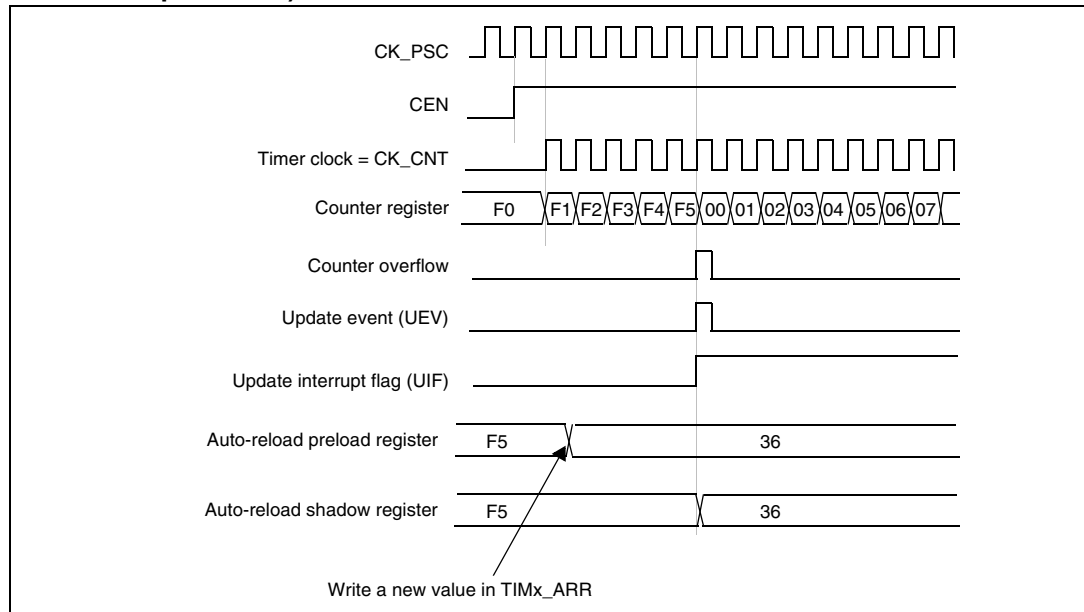 CK_PSC
CEN
Timer clock = CK_CNT
Counter register F0 F1 F2 F3 F4 F5 00 01 02 03 04 05 06 07
Counter overflow
Update event (UEV)
Update interrupt flag (UIF)
Auto-reload preload register F5 36
Auto-reload shadow register F5 36
Write a new value in TIMx_ARR